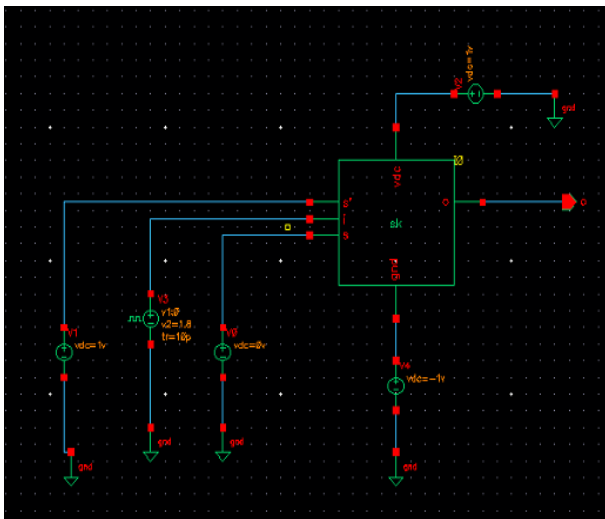 vdc=1v
V2
gnd
I0
vdc
s'
i
s
sk
o
o
gnd
V3
v1:0
v2=1.8
tr=10p
V1
vdc=1v
V0
vdc=0v
V4
vdc=-1v
gnd
gnd
gnd
gnd